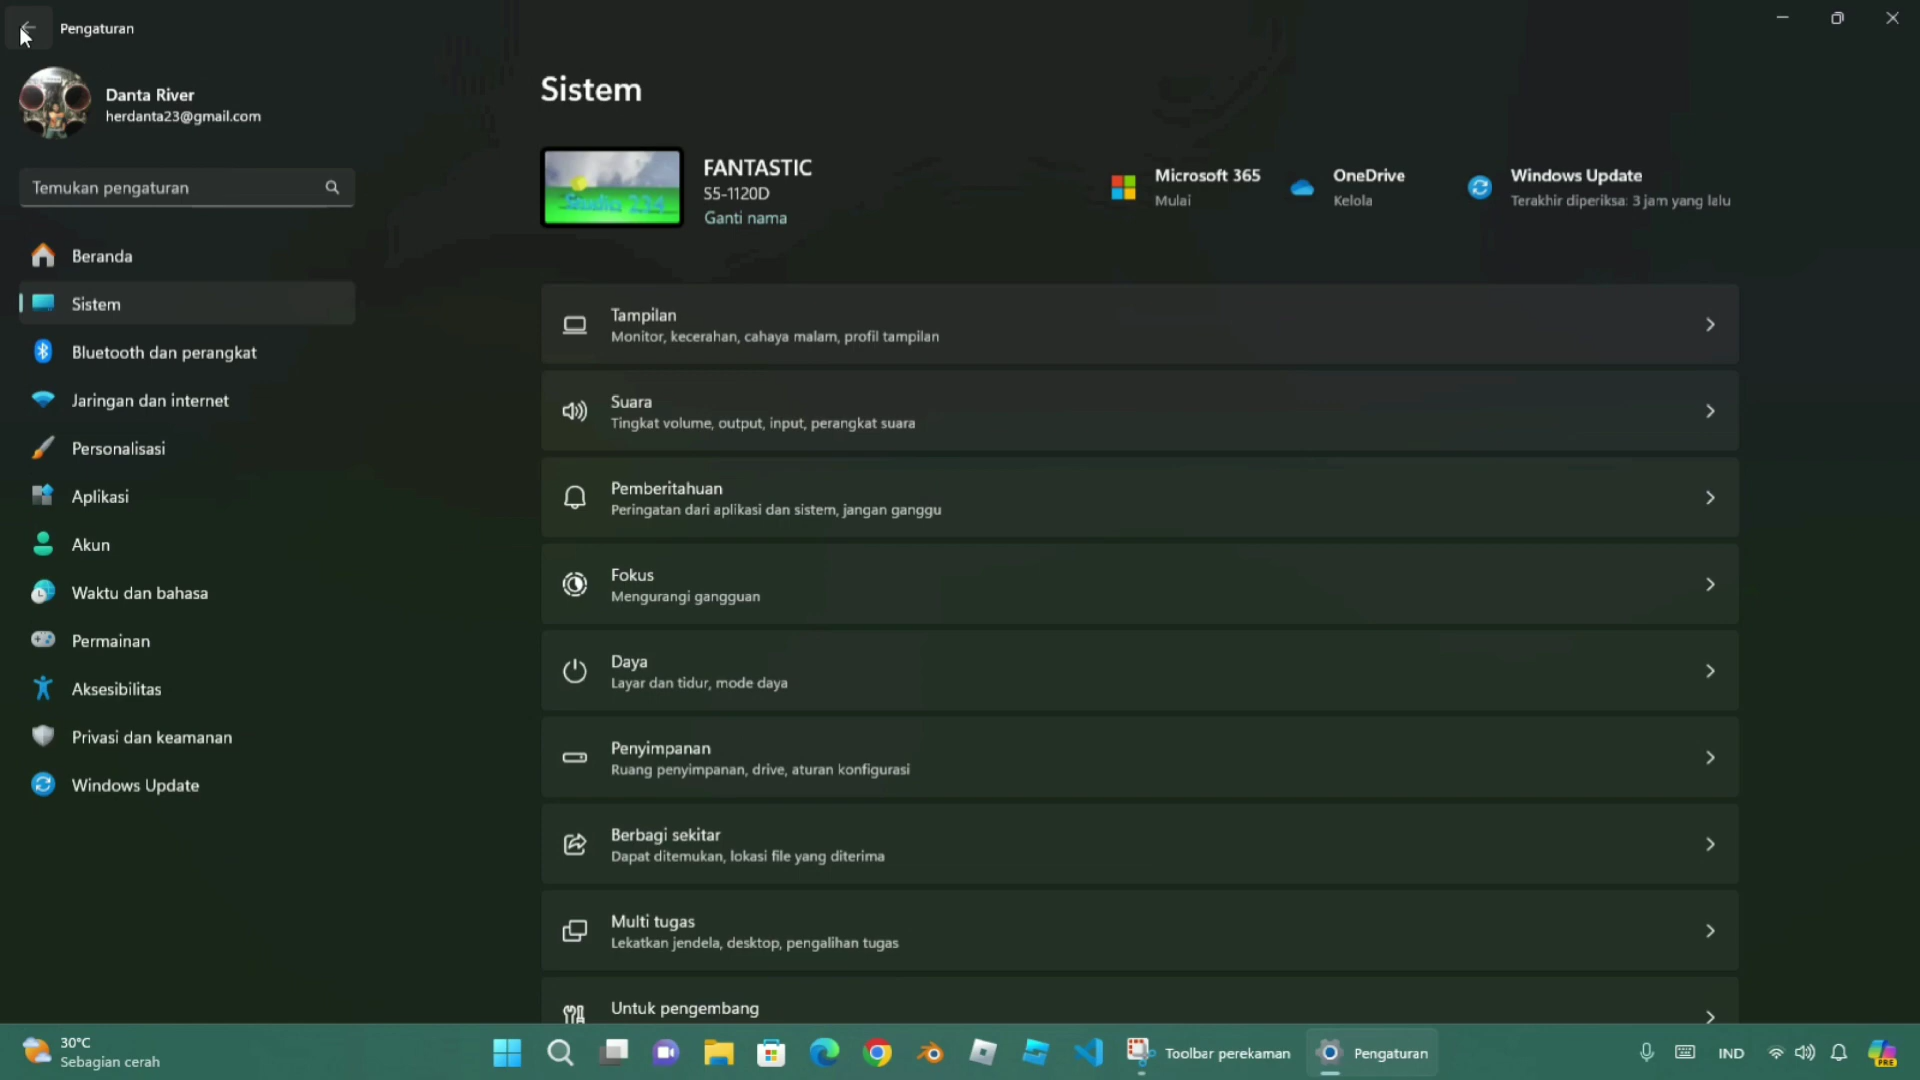 Pengaturan
Danta River
herdanta23@gmail.com
Temukan pengaturan
Beranda
Sistem
Bluetooth dan perangkat
Jaringan dan internet
Personalisasi
Aplikasi
Akun
Waktu dan bahasa
Permainan
Aksesibilitas
Privasi dan keamanan
Windows Update
Sistem
Studio 234
FANTASTIC
S5-1120D
Ganti nama
Microsoft 365
Mulai
OneDrive
Kelola
Windows Update
Terakhir diperiksa: 3 jam yang lalu
Tampilan
Monitor, kecerahan, cahaya malam, profil tampilan
Suara
Tingkat volume, output, input, perangkat suara
Pemberitahuan
Peringatan dari aplikasi dan sistem, jangan ganggu
Fokus
Mengurangi gangguan
Daya
Layar dan tidur, mode daya
Penyimpanan
Ruang penyimpanan, drive, aturan konfigurasi
Berbagi sekitar
Dapat ditemukan, lokasi file yang diterima
Multi tugas
Lekatkan jendela, desktop, pengalihan tugas
Untuk pengembang
30°C
Sebagian cerah
Toolbar perekaman
Pengaturan
IND
PRE